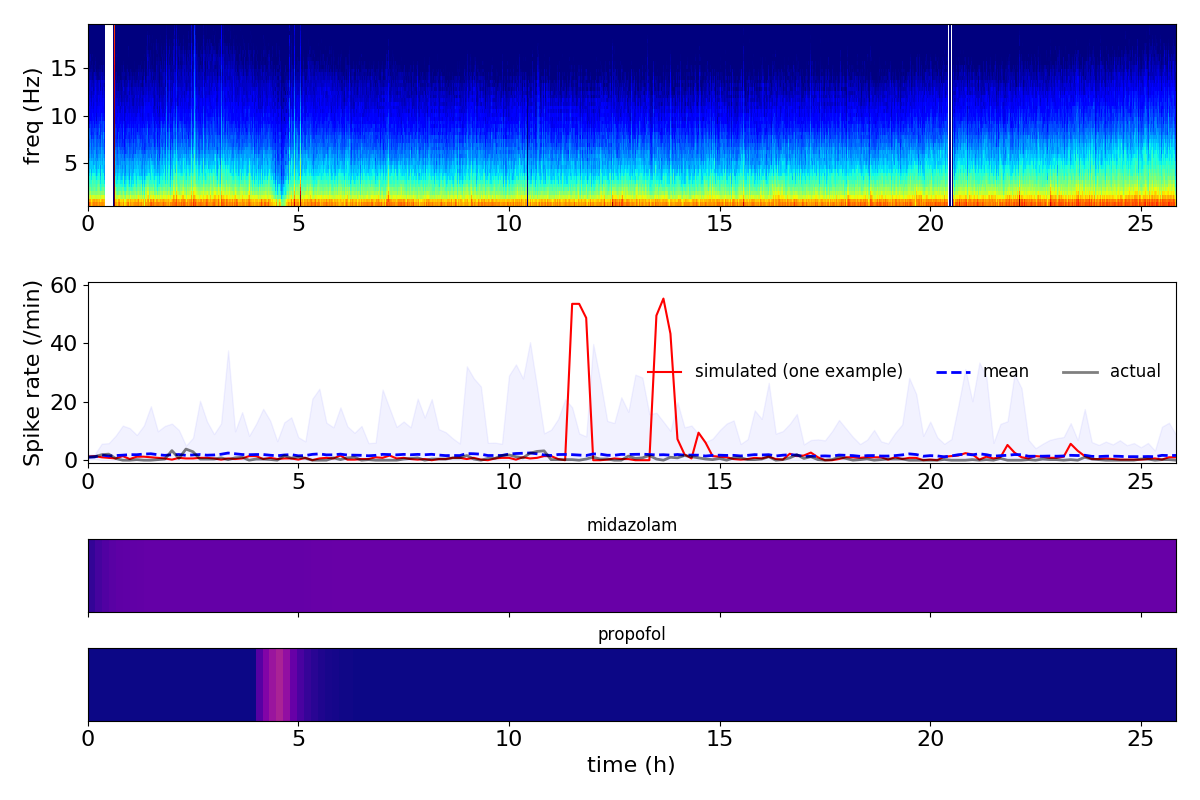 freq (Hz)
15
10
5
0 5 10 15 20 25
Spike rate (/min)
60
40
20
0
simulated (one example) mean actual
0 5 10 15 20 25
midazolam
propofol
0 5 10 15 20 25
time (h)